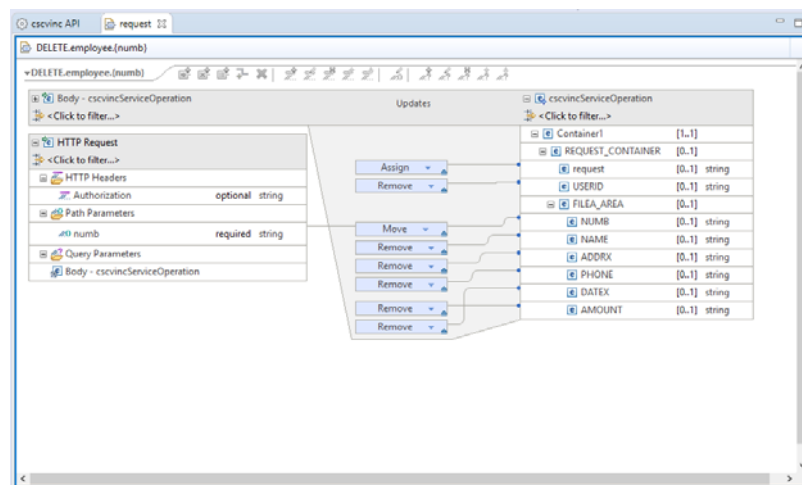 cscvinc API request
DELETE.employee.{numb}
DELETE.employee.{numb}
Body - cscvincServiceOperation
<Click to filter...>
HTTP Request
<Click to filter...>
HTTP Headers
Authorization optional string
Path Parameters
numb required string
Query Parameters
Body - cscvincServiceOperation
Updates
Assign
Remove
Move
Remove
Remove
Remove
Remove
Remove
cscvincServiceOperation
<Click to filter...>
Container1 [1..1]
REQUEST_CONTAINER [0..1]
request [0..1] string
USERID [0..1] string
FILEA_AREA [0..1]
NUMB [0..1] string
NAME [0..1] string
ADDRX [0..1] string
PHONE [0..1] string
DATEX [0..1] string
AMOUNT [0..1] string